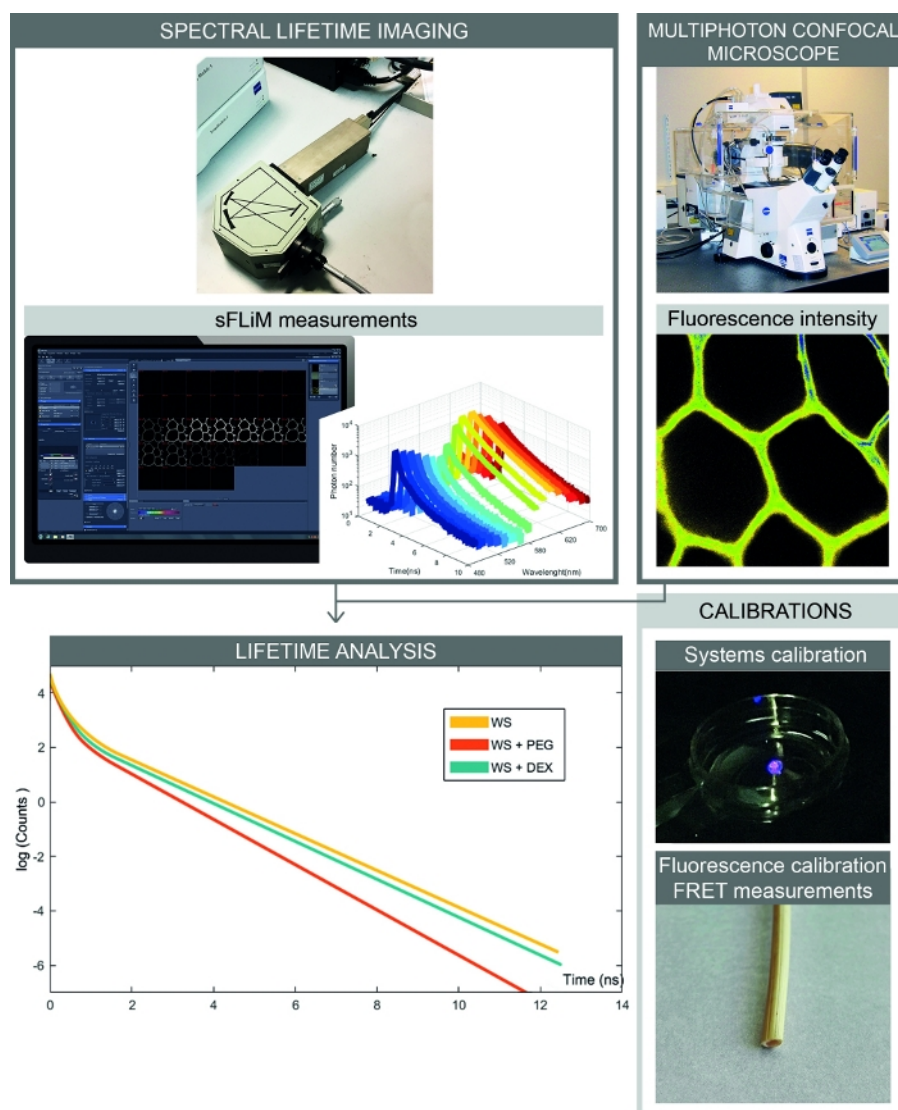 SPECTRAL LIFETIME IMAGING
MULTIPHOTON CONFOCAL
MICROSCOPE
sFLiM measurements
Fluorescence intensity
Photon number
10⁴
10³
10²
10¹
0
2
4
6
8
10
Time(ns)
460
520
580
620
700
Wavelenght(nm)
LIFETIME ANALYSIS
4
2
0
-2
-4
-6
log (Counts)
WS
WS + PEG
WS + DEX
Time (ns)
0
2
4
6
8
10
12
14
CALIBRATIONS
Systems calibration
Fluorescence calibration
FRET measurements